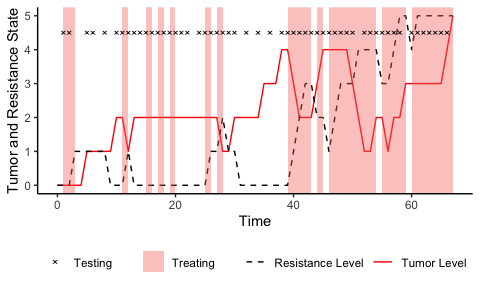 Tumor and Resistance State
5
4
3
2
1
0
0 20 40 60
Time
Testing Treating Resistance Level Tumor Level